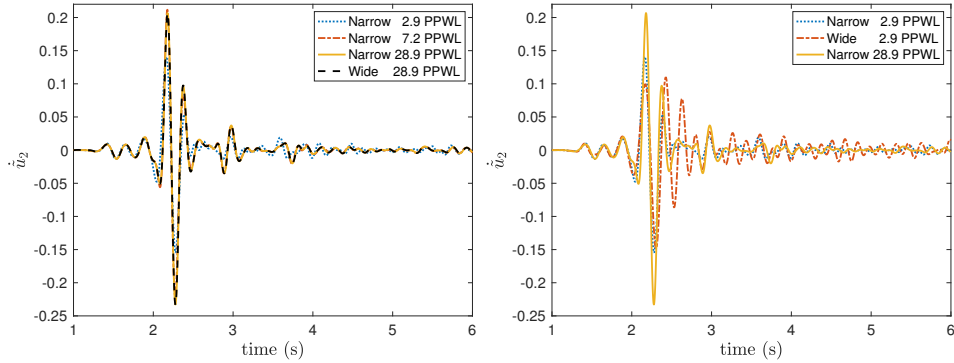 0.2
0.15
0.1
0.05
0
-0.05
-0.1
-0.15
-0.2
-0.25
u̇̂₂
1 2 3 4 5 6
time (s)
Narrow 2.9 PPWL
Narrow 7.2 PPWL
Narrow 28.9 PPWL
Wide 28.9 PPWL
0.2
0.15
0.1
0.05
0
-0.05
-0.1
-0.15
-0.2
-0.25
u̇̂₂
1 2 3 4 5 6
time (s)
Narrow 2.9 PPWL
Wide 2.9 PPWL
Narrow 28.9 PPWL